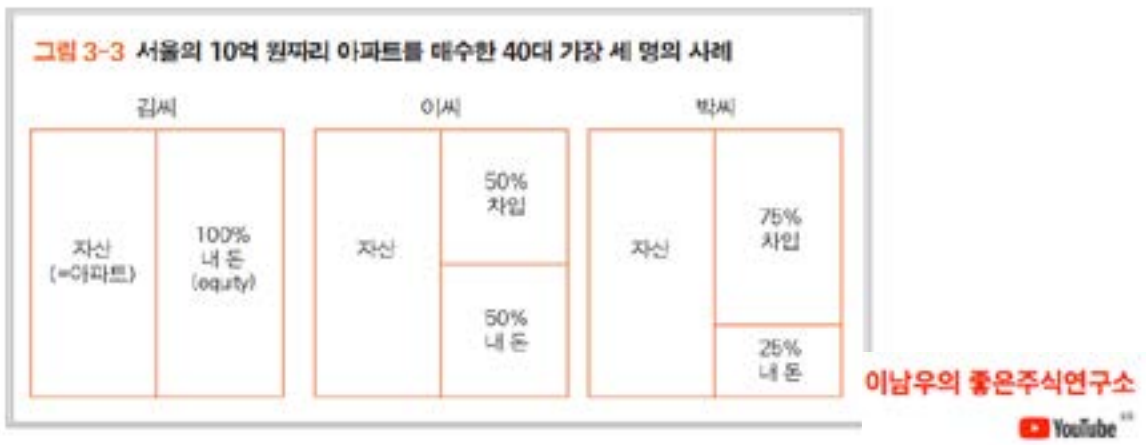 그림 3-3 서울의 10억 원짜리 아파트를 매수한 40대 가장 세 명의 사례
김씨
이씨
박씨
자산
(=아파트)
100%
내 돈
(equity)
자산
50%
차입
50%
내 돈
자산
75%
차입
25%
내 돈
이남우의 좋은주식연구소
YouTube